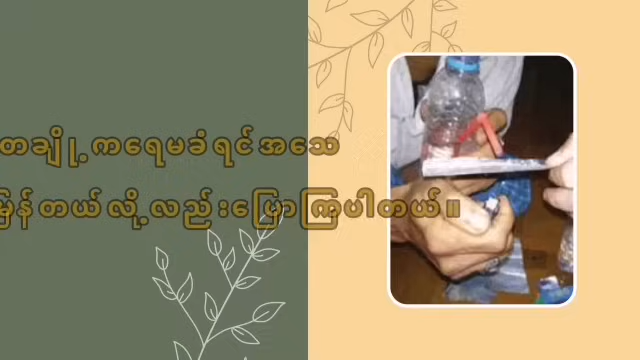 တချို့ကရေမခံရင်အသေ
မြန်တယ်လို့လည်းပြောကြပါတယ်။